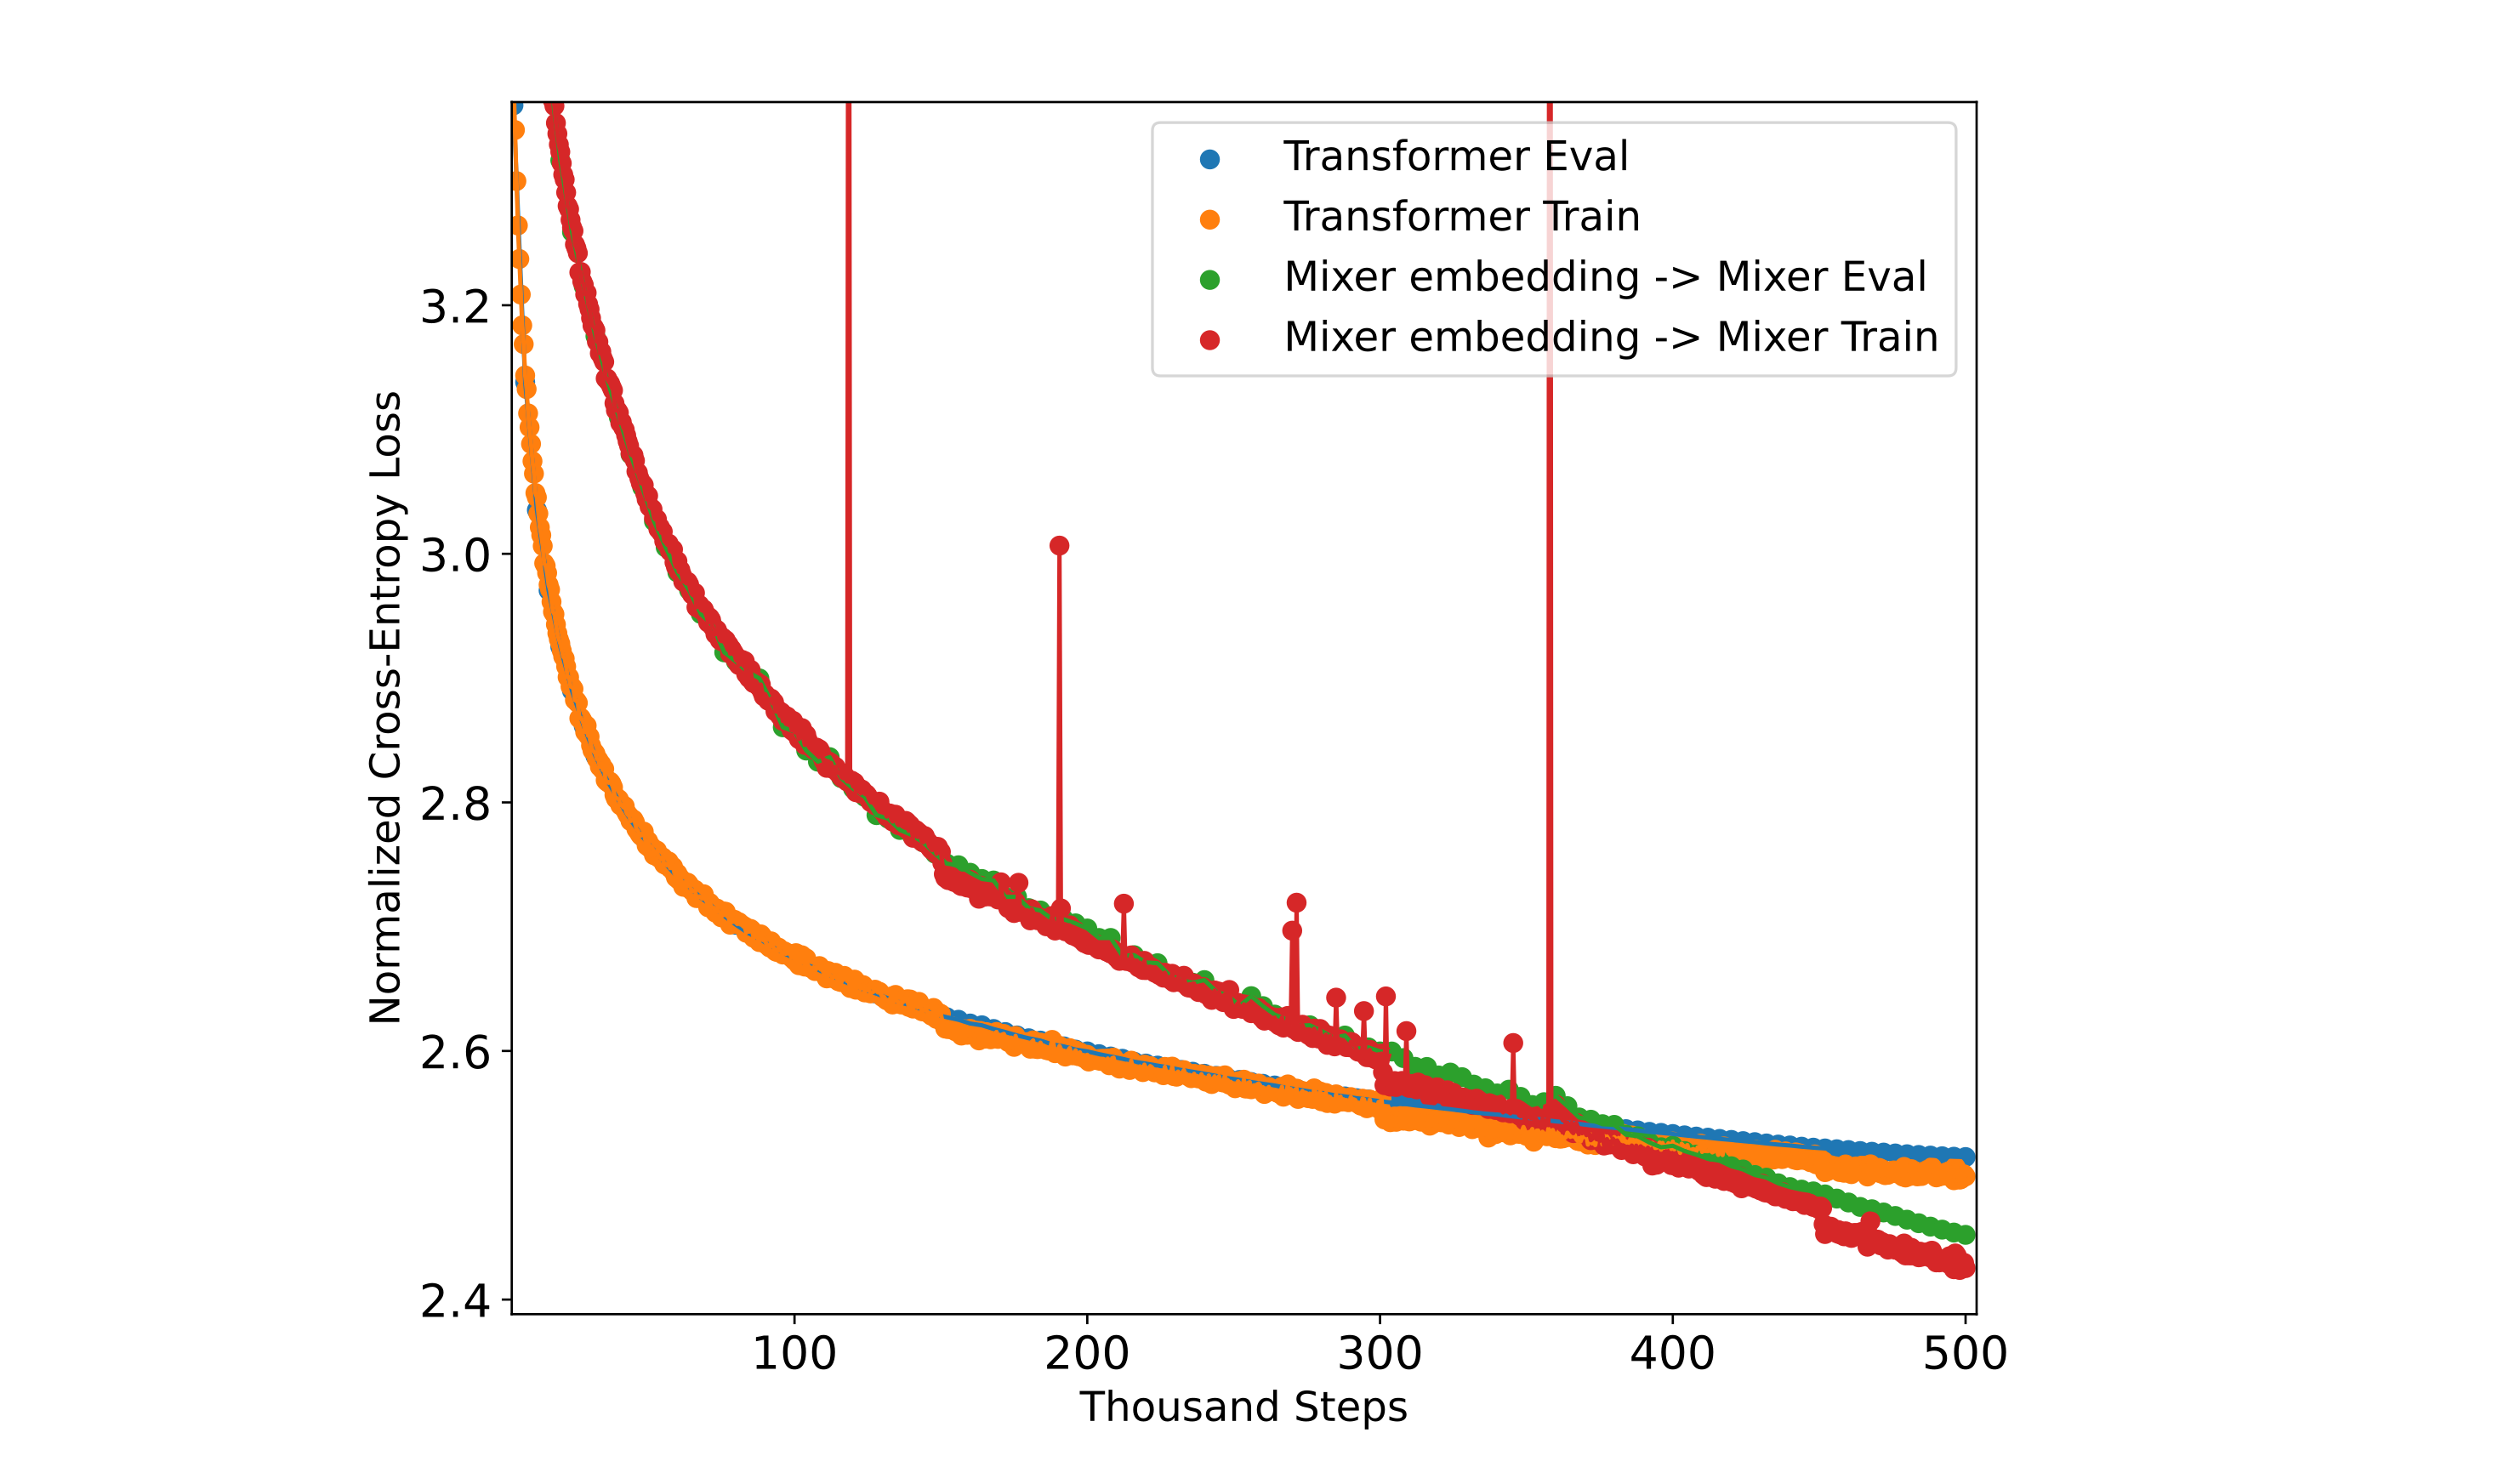 Transformer Eval
Transformer Train
Mixer embedding -> Mixer Eval
Mixer embedding -> Mixer Train
Normalized Cross-Entropy Loss
3.2
3.0
2.8
2.6
2.4
100 200 300 400 500
Thousand Steps